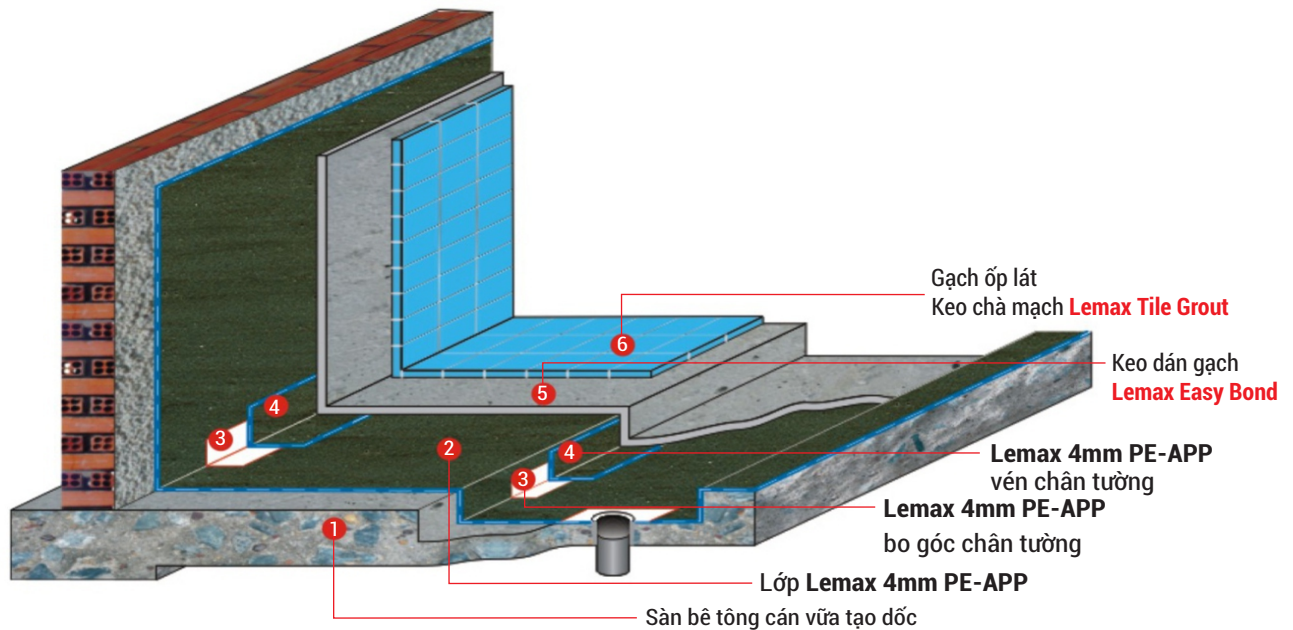 Gạch ốp lát
Keo chà mạch Lemax Tile Grout
6
Keo dán gạch
Lemax Easy Bond
5
4
3
2
4
3
Lemax 4mm PE-APP
vén chân tường
Lemax 4mm PE-APP
bo góc chân tường
1
Lớp Lemax 4mm PE-APP
Sàn bê tông cán vữa tạo dốc